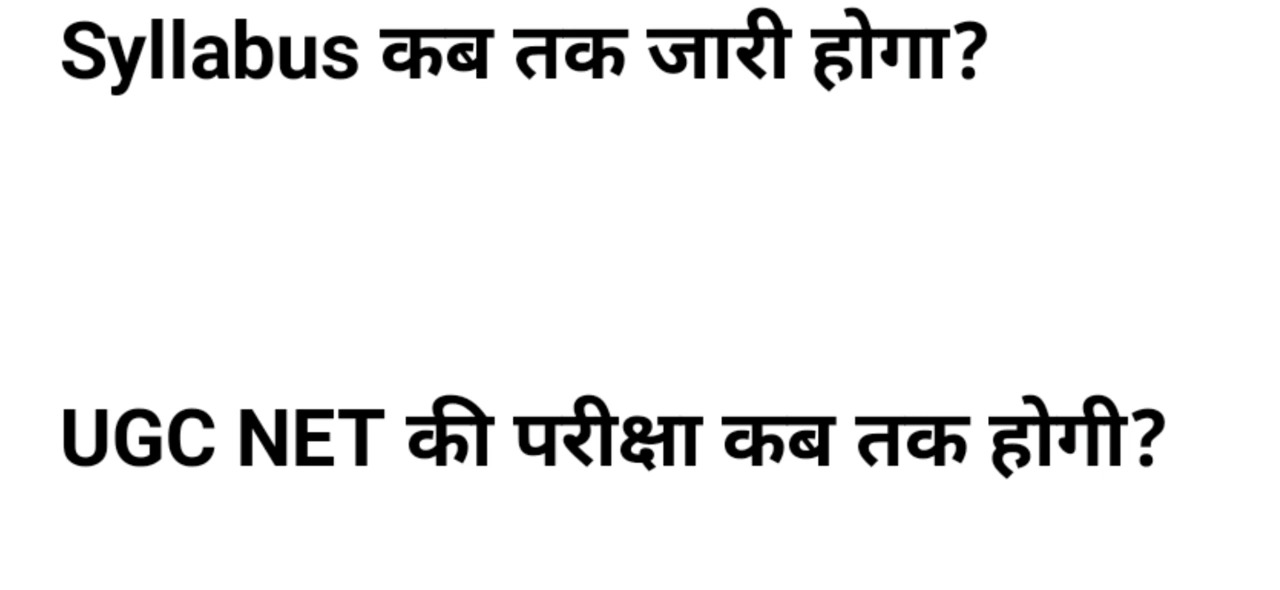 Syllabus कब तक जारी होगा?
UGC NET की परीक्षा कब तक होगी?